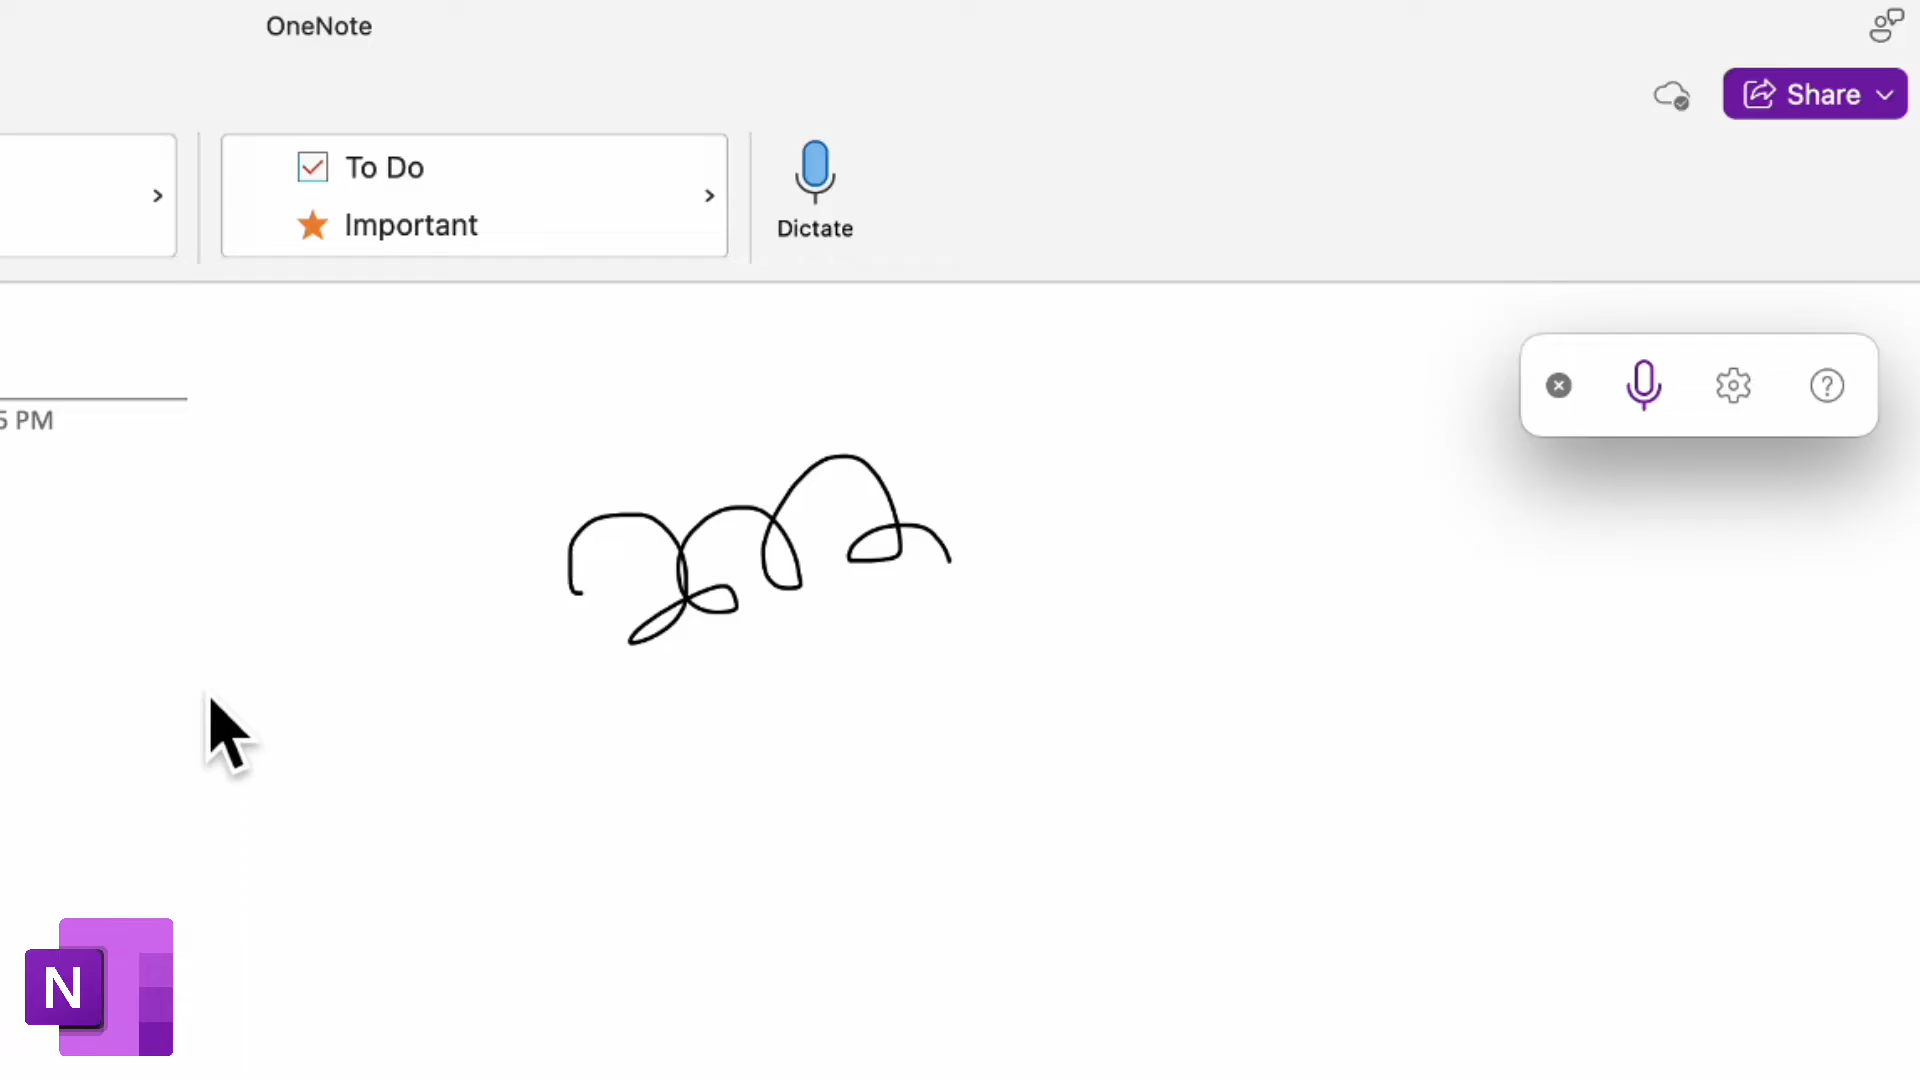 OneNote
Share
To Do
Important
Dictate
5 PM
N